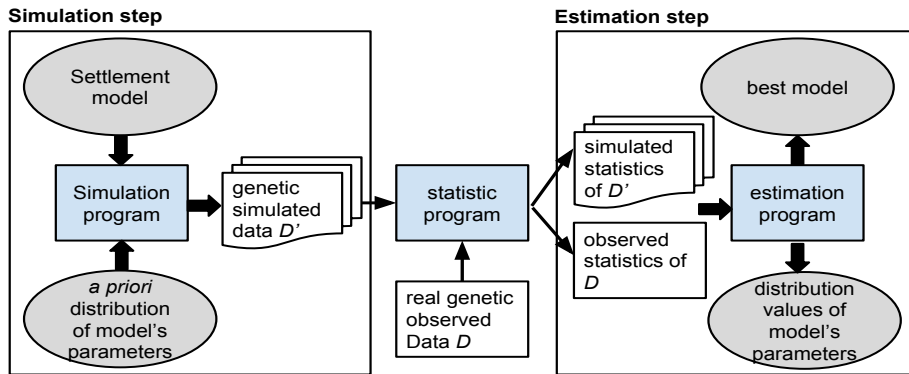 Simulation step
Settlement
model
Simulation
program
a priori
distribution
of model's
parameters
genetic
simulated
data D'
statistic
program
real genetic
observed
Data D
Estimation step
simulated
statistics
of D'
observed
statistics of
D
best model
estimation
program
distribution
values of
model's
parameters